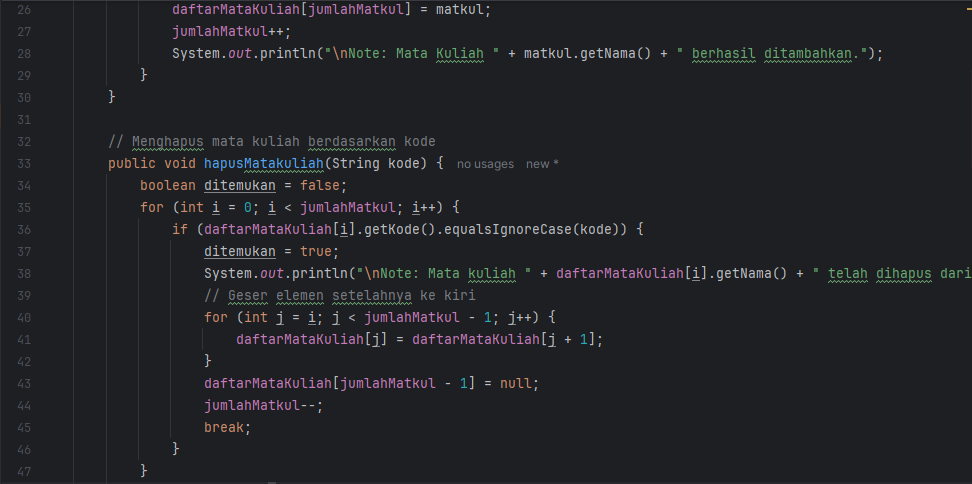 26 daftarMataKuliah[jumlahMatkul] = matkul;
27 jumlahMatkul++;
28 System.out.println("\nNote: Mata Kuliah " + matkul.getNama() + " berhasil ditambahkan.");
29 }
30 }
31
32 // Menghapus mata kuliah berdasarkan kode
33 public void hapusMatakuliah(String kode) { no usages new *
34 boolean ditemukan = false;
35 for (int i = 0; i < jumlahMatkul; i++) {
36 if (daftarMataKuliah[i].getKode().equalsIgnoreCase(kode)) {
37 ditemukan = true;
38 System.out.println("\nNote: Mata kuliah " + daftarMataKuliah[i].getNama() + " telah dihapus dari
39 // Geser elemen setelahnya ke kiri
40 for (int j = i; j < jumlahMatkul - 1; j++) {
41 daftarMataKuliah[j] = daftarMataKuliah[j + 1];
42 }
43 daftarMataKuliah[jumlahMatkul - 1] = null;
44 jumlahMatkul--;
45 break;
46 }
47 }